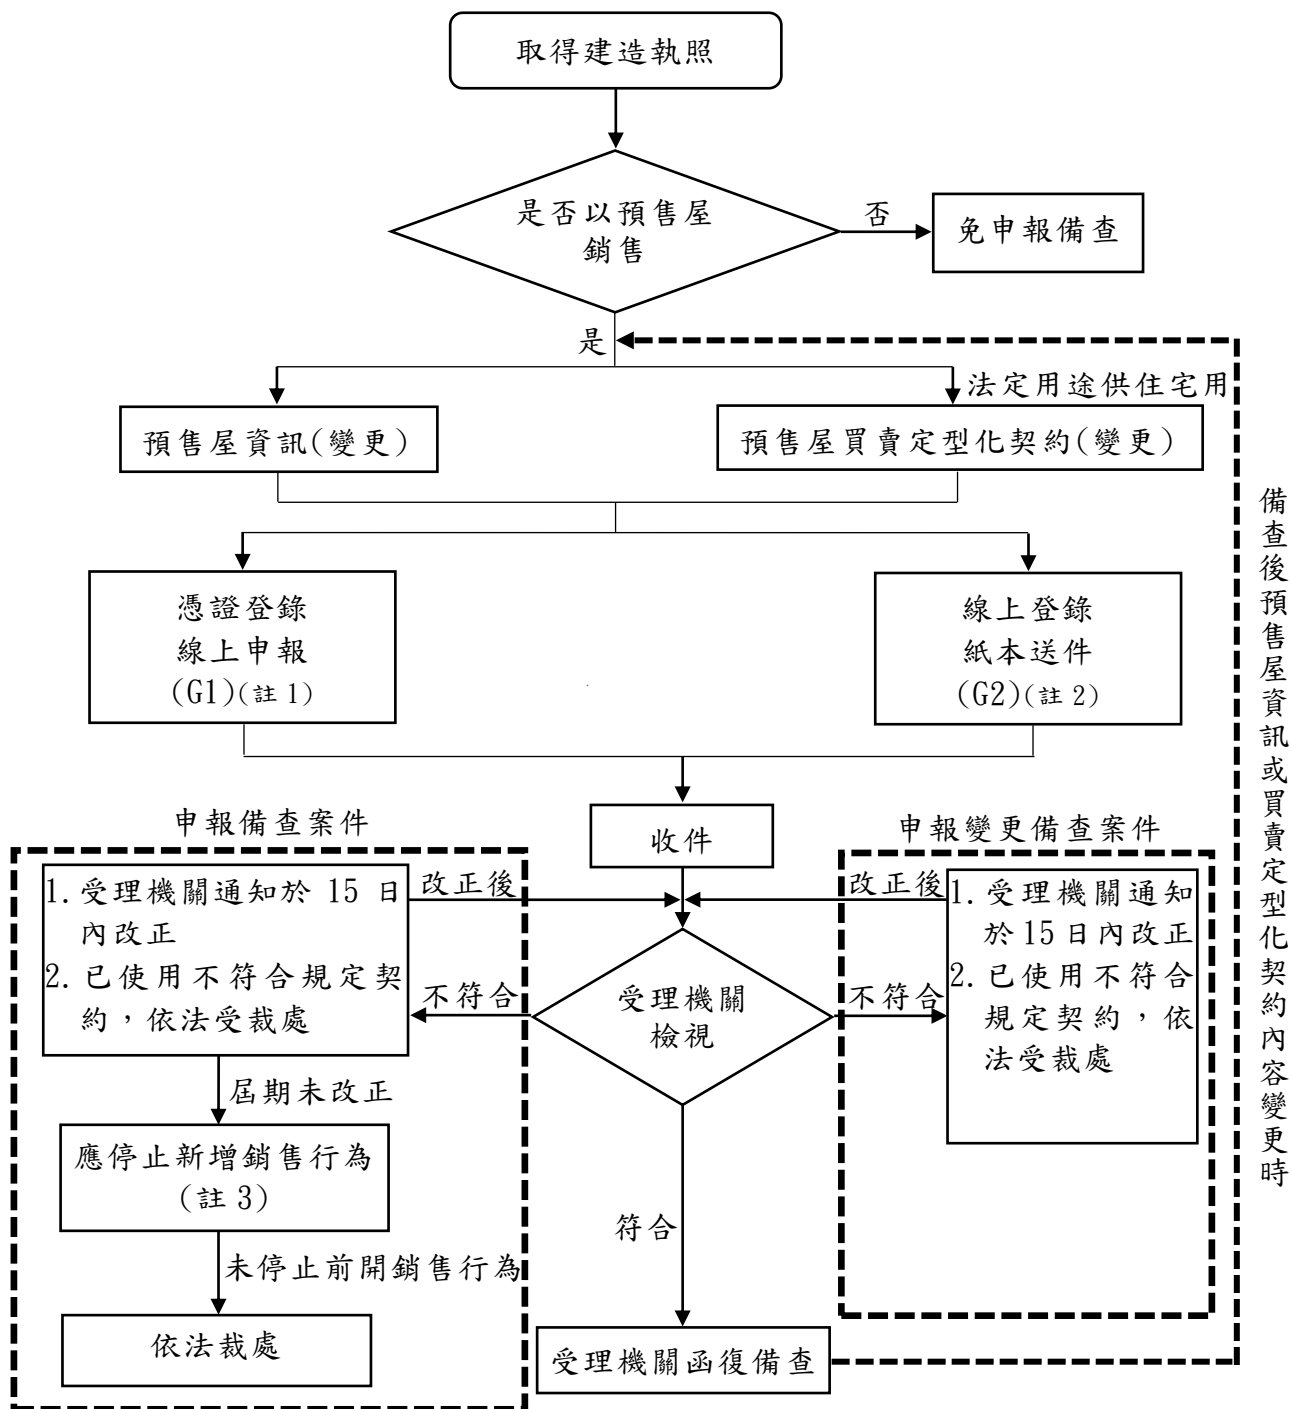 取得建造執照
是否以預售屋
銷售
否
免申報備查
是
法定用途供住宅用
預售屋資訊(變更)
預售屋買賣定型化契約(變更)
備查後預售屋資訊或買賣定型化契約內容變更時
憑證登錄
線上申報
(G1)(註 1)
線上登錄
紙本送件
(G2)(註 2)
收件
申報備查案件
申報變更備查案件
1. 受理機關通知於 15 日
內改正
2. 已使用不符合規定契
約，依法受裁處
改正後
不符合
受理機關
檢視
改正後
不符合
1. 受理機關通知
於 15 日內改正
2. 已使用不符合
規定契約，依
法受裁處
屆期未改正
應停止新增銷售行為
(註 3)
未停止前開銷售行為
依法裁處
符合
受理機關函復備查